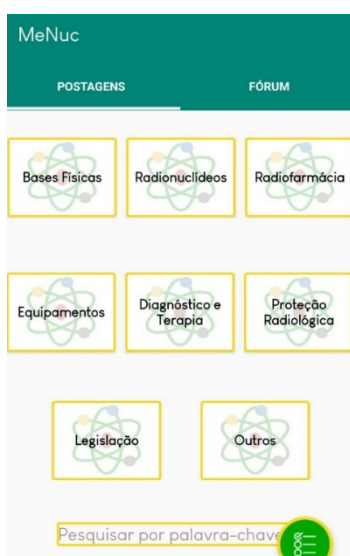 MeNuc
POSTAGENS FÓRUM
Bases Físicas Radionuclídeos Radiofarmácia
Equipamentos Diagnóstico e Terapia Proteção Radiológica
Legislação Outros
Pesquisar por palavra-chave